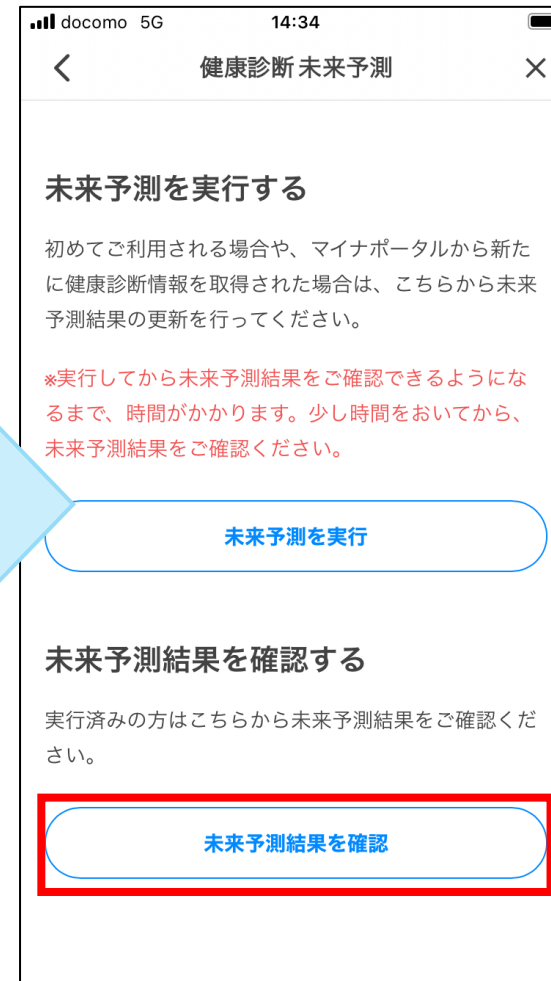 docomo 5G 14:34
健康診断 未来予測
未来予測を実行する
初めてご利用される場合や、マイナポータルから新た
に健康診断情報を取得された場合は、こちらから未来
予測結果の更新を行ってください。
※実行してから未来予測結果をご確認できるようにな
るまで、時間がかかります。少し時間をおいてから、
未来予測結果をご確認ください。
未来予測を実行
未来予測結果を確認する
実行済みの方はこちらから未来予測結果をご確認くだ
さい。
未来予測結果を確認